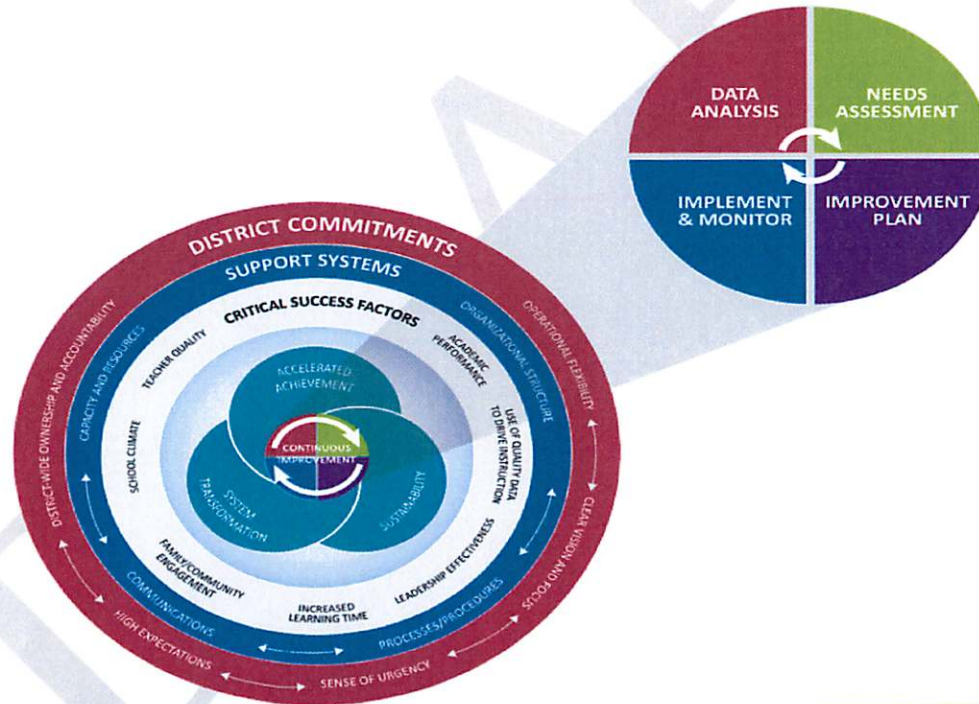 DATA
ANALYSIS
NEEDS
ASSESSMENT
IMPLEMENT
& MONITOR
IMPROVEMENT
PLAN
DISTRICT COMMITMENTS
SUPPORT SYSTEMS
CRITICAL SUCCESS FACTORS
DISTRICT-WIDE OWNERSHIP AND ACCOUNTABILITY
OPERATIONAL FLEXIBILITY
CAPACITY AND RESOURCES
ORGANIZATIONAL STRUCTURE
TEACHER QUALITY
ACADEMIC
PERFORMANCE
ACCELERATED
ACHIEVEMENT
SCHOOL CLIMATE
USE OF QUALITY DATA
TO DRIVE INSTRUCTION
CONTINUOUS
IMPROVEMENT
SYSTEM
TRANSFORMATION
SUSTAINABILITY
CLEAR VISION AND FOCUS
FAMILY/COMMUNITY
ENGAGEMENT
LEADERSHIP EFFECTIVENESS
INCREASED
LEARNING TIME
COMMUNICATIONS
PROCESSES/PROCEDURES
HIGH EXPECTATIONS
SENSE OF URGENCY